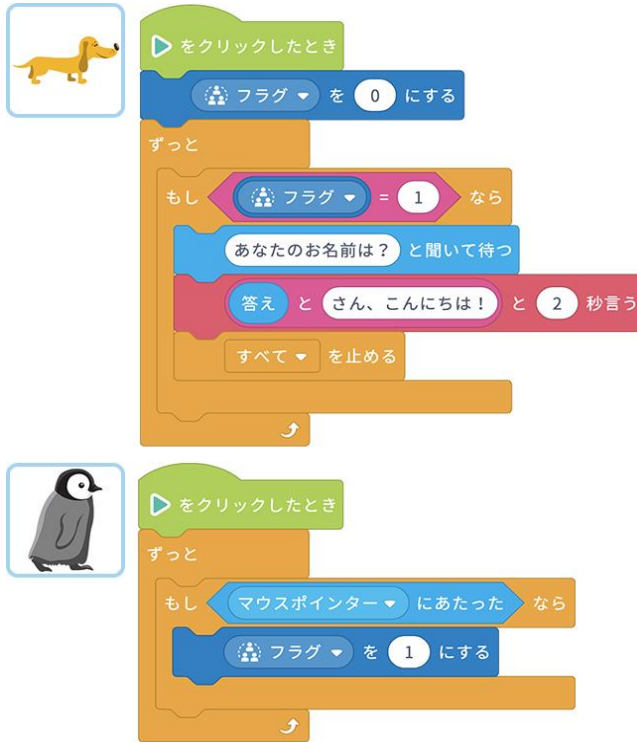 をクリックしたとき
フラグ を 0 にする
ずっと
もし フラグ = 1 なら
あなたのお名前は? と聞いて待つ
答え と さん、こんにちは! と 2 秒言う
すべて を止める
をクリックしたとき
ずっと
もし マウスポインター にあたった なら
フラグ を 1 にする